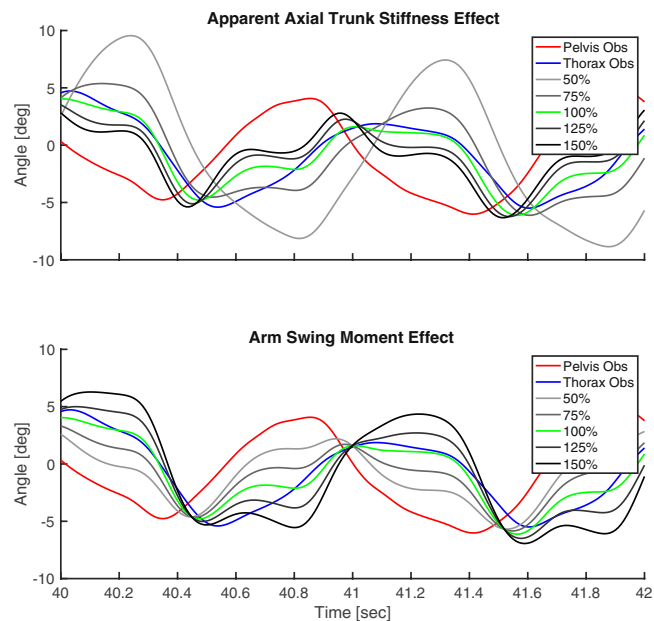 Apparent Axial Trunk Stiffness Effect
10
5
0
-5
-10
Angle [deg]
Pelvis Obs
Thorax Obs
50%
75%
100%
125%
150%
Arm Swing Moment Effect
10
5
0
-5
-10
Angle [deg]
Pelvis Obs
Thorax Obs
50%
75%
100%
125%
150%
40 40.2 40.4 40.6 40.8 41 41.2 41.4 41.6 41.8 42
Time [sec]